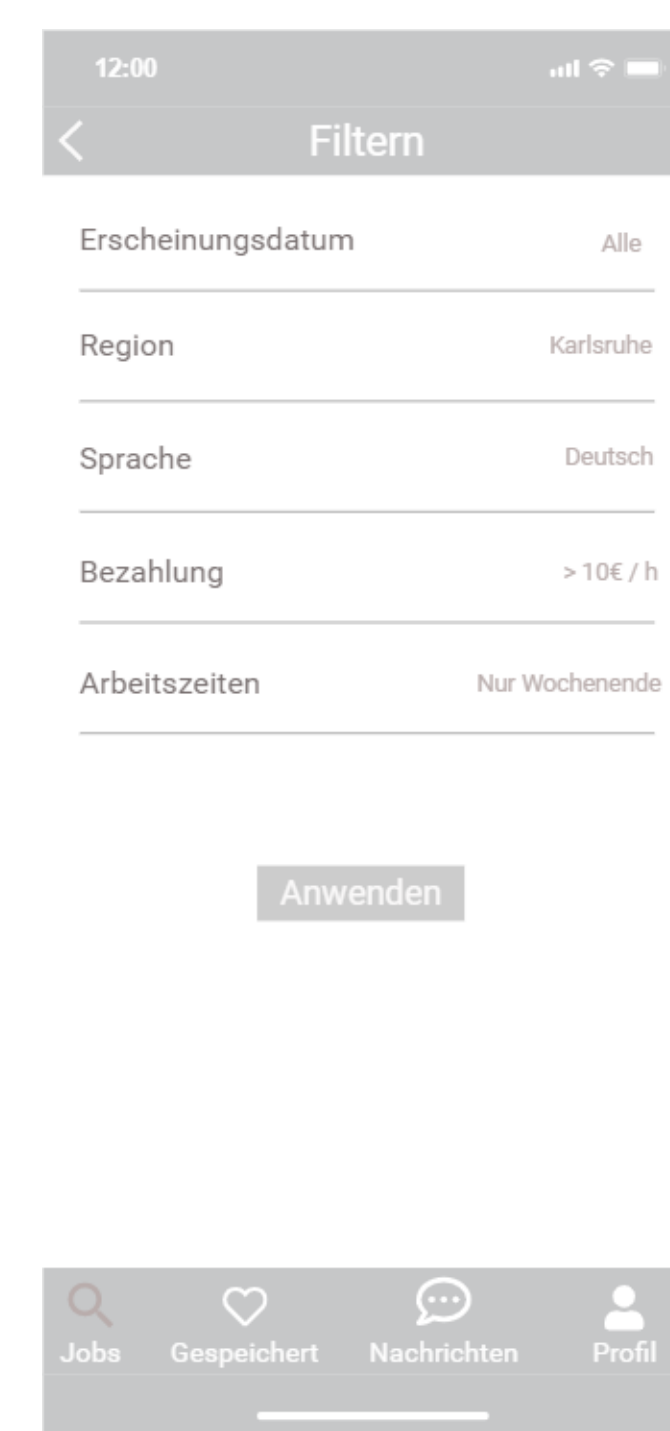 12:00
Filtern
Erscheinungsdatum Alle
Region Karlsruhe
Sprache Deutsch
Bezahlung > 10€ / h
Arbeitszeiten Nur Wochenende
Anwenden
Jobs Gespeichert Nachrichten Profil